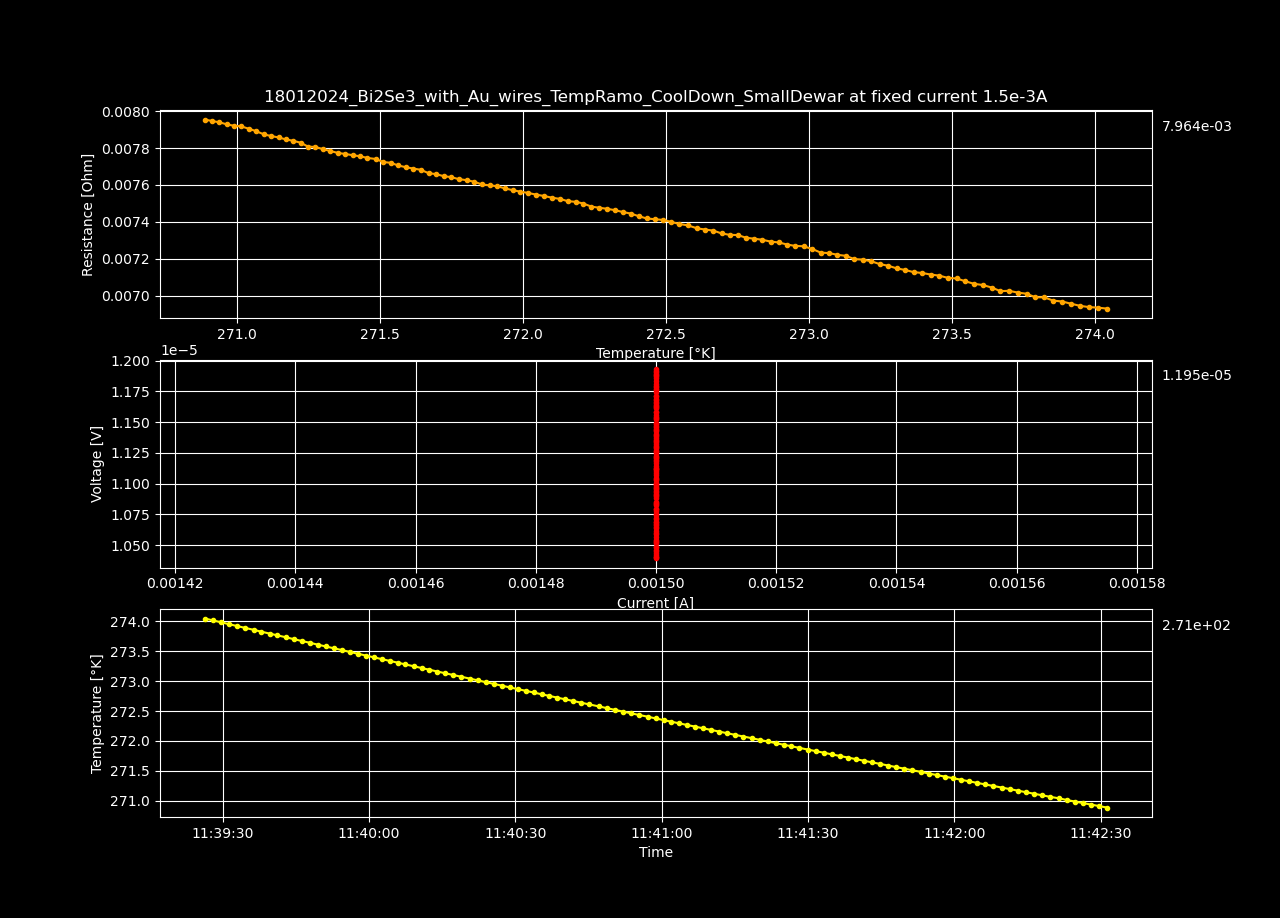 18012024_Bi2Se3_with_Au_wires_TempRamo_CoolDown_SmallDewar at fixed current 1.5e-3A
7.964e-03
Resistance [Ohm]
0.0080
0.0078
0.0076
0.0074
0.0072
0.0070
271.0 271.5 272.0 272.5 273.0 273.5 274.0
Temperature [°K]
1e−5
1.195e-05
Voltage [V]
1.200
1.175
1.150
1.125
1.100
1.075
1.050
0.00142 0.00144 0.00146 0.00148 0.00150 0.00152 0.00154 0.00156 0.00158
Current [A]
2.71e+02
Temperature [°K]
274.0
273.5
273.0
272.5
272.0
271.5
271.0
11:39:30 11:40:00 11:40:30 11:41:00 11:41:30 11:42:00 11:42:30
Time